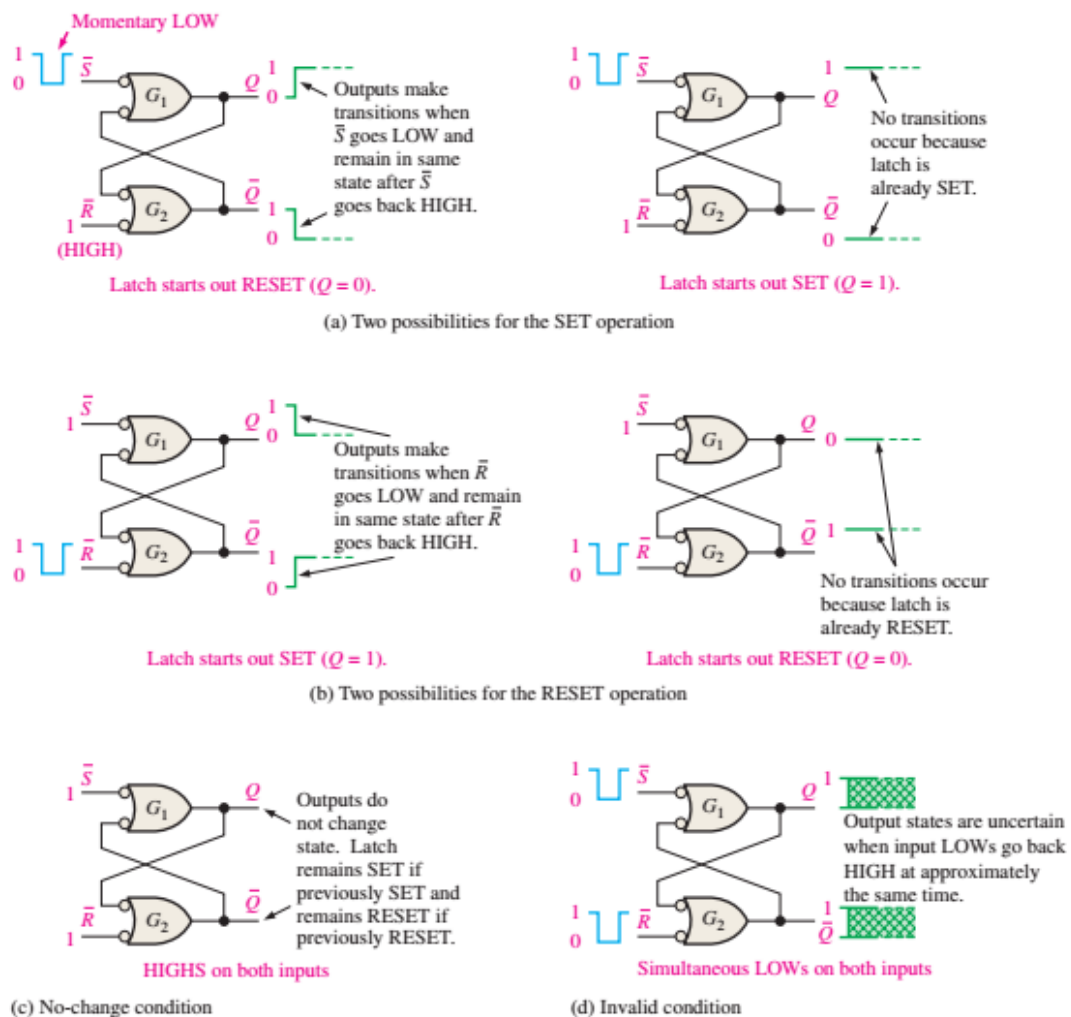 Momentary LOW
1
0
S̄
G₁
Q
1
0
Outputs make
transitions when
S̄ goes LOW and
remain in same
state after S̄
goes back HIGH.
R̄
1
(HIGH)
G₂
Q̄
1
0
Latch starts out RESET (Q = 0).
1
0
S̄
G₁
1
Q
No transitions
occur because
latch is
already SET.
R̄
1
G₂
Q̄
0
Latch starts out SET (Q = 1).
(a) Two possibilities for the SET operation
S̄
1
G₁
Q
1
0
Outputs make
transitions when R̄
goes LOW and remain
in same state after R̄
goes back HIGH.
1
0
R̄
G₂
Q̄
1
0
Latch starts out SET (Q = 1).
S̄
1
G₁
Q
0
1
0
R̄
G₂
Q̄
1
No transitions occur
because latch is
already RESET.
Latch starts out RESET (Q = 0).
(b) Two possibilities for the RESET operation
S̄
1
G₁
Q
Outputs do
not change
state. Latch
remains SET if
previously SET and
remains RESET if
previously RESET.
R̄
1
G₂
Q̄
HIGHS on both inputs
(c) No-change condition
1
0
S̄
G₁
Q
1
0
Output states are uncertain
when input LOWs go back
HIGH at approximately
the same time.
1
0
R̄
G₂
1
Q̄
0
Simultaneous LOWs on both inputs
(d) Invalid condition